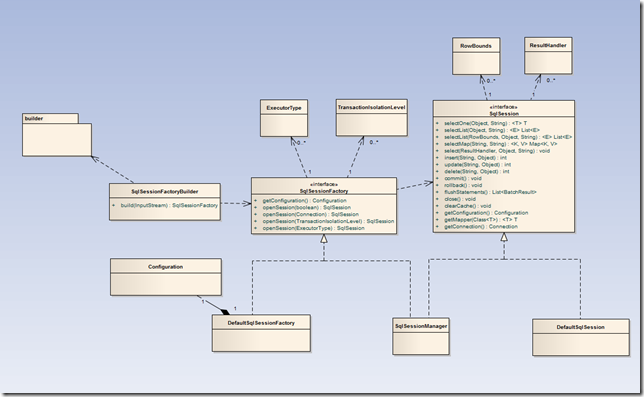 RowBounds
ResultHandler
0..*
0..*
1
1
builder
ExecutorType
TransactionIsolationLevel
0..*
0..*
1
1
SqlSessionFactoryBuilder
+ build(InputStream) : SqlSessionFactory
«interface»
SqlSessionFactory
+ getConfiguration() : Configuration
+ openSession(boolean) : SqlSession
+ openSession(Connection) : SqlSession
+ openSession(TransactionIsolationLevel) : SqlSession
+ openSession(ExecutorType) : SqlSession
«interface»
SqlSession
+ selectOne(Object, String) : <T> T
+ selectList(Object, String) : <E> List<E>
+ selectList(RowBounds, Object, String) : <E> List<E>
+ selectMap(String, String) : <K, V> Map<K, V>
+ select(ResultHandler, Object, String) : void
+ insert(String, Object) : int
+ update(String, Object) : int
+ delete(String, Object) : int
+ commit() : void
+ rollback() : void
+ flushStatements() : List<BatchResult>
+ close() : void
+ clearCache() : void
+ getConfiguration() : Configuration
+ getMapper(Class<T>) : <T> T
+ getConnection() : Connection
Configuration
1
1
DefaultSqlSessionFactory
SqlSessionManager
DefaultSqlSession